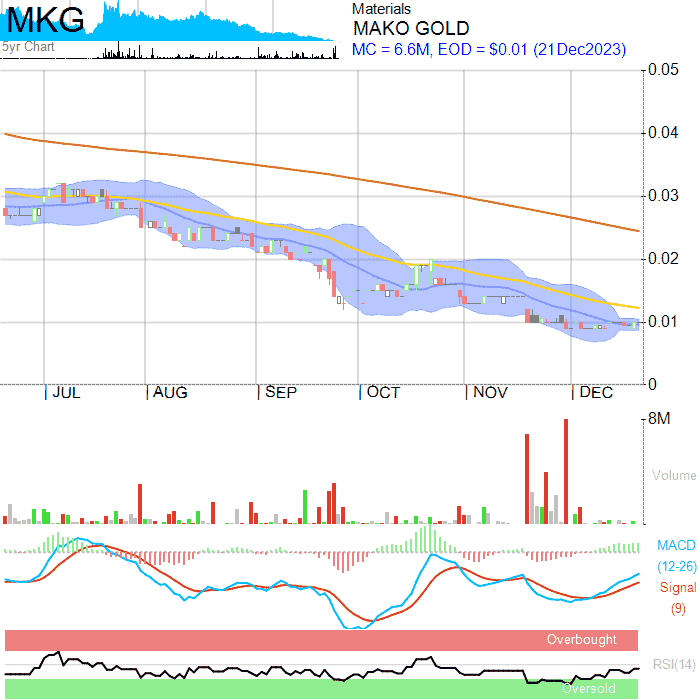 MKG
5yr Chart
Materials
MAKO GOLD
MC = 6.6M, EOD = $0.01 (21Dec2023)
0.05
0.04
0.03
0.02
0.01
0
JUL
AUG
SEP
OCT
NOV
DEC
8M
Volume
MACD
(12-26)
Signal
(9)
Overbought
RSI(14)
Oversold